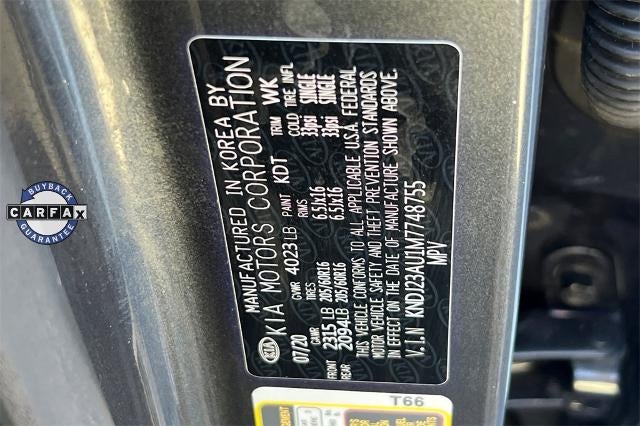 MANUFACTURED IN KOREA BY
KIA KIA MOTORS CORPORATION
07/20 GVWR 4023LB PAINT KDT TRIM WK
GAWR TIRES RIMS COLD TIRE INFL
FRONT 2315 LB 205/60R16 6.5Jx16 33psi SINGLE
REAR 2094LB 205/60R16 6.5Jx16 33psi SINGLE
THIS VEHICLE CONFORMS TO ALL APPLICABLE U.S.A. FEDERAL
MOTOR VEHICLE SAFETY AND THEFT PREVENTION STANDARDS
IN EFFECT ON THE DATE OF MANUFACTURE SHOWN ABOVE.
V.I.N KNDJ23AU1M7748755
MPV
BUYBACK
CARFAX
GUARANTEE
T66